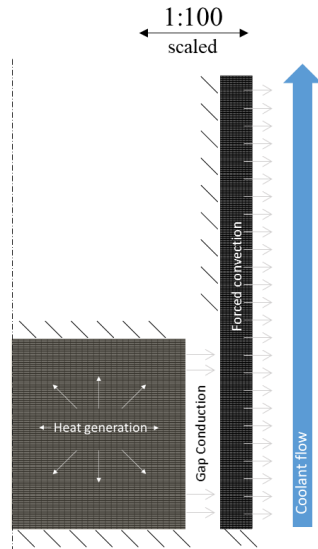 1:100
scaled
Forced convection
Heat generation
Gap Conduction
Coolant flow